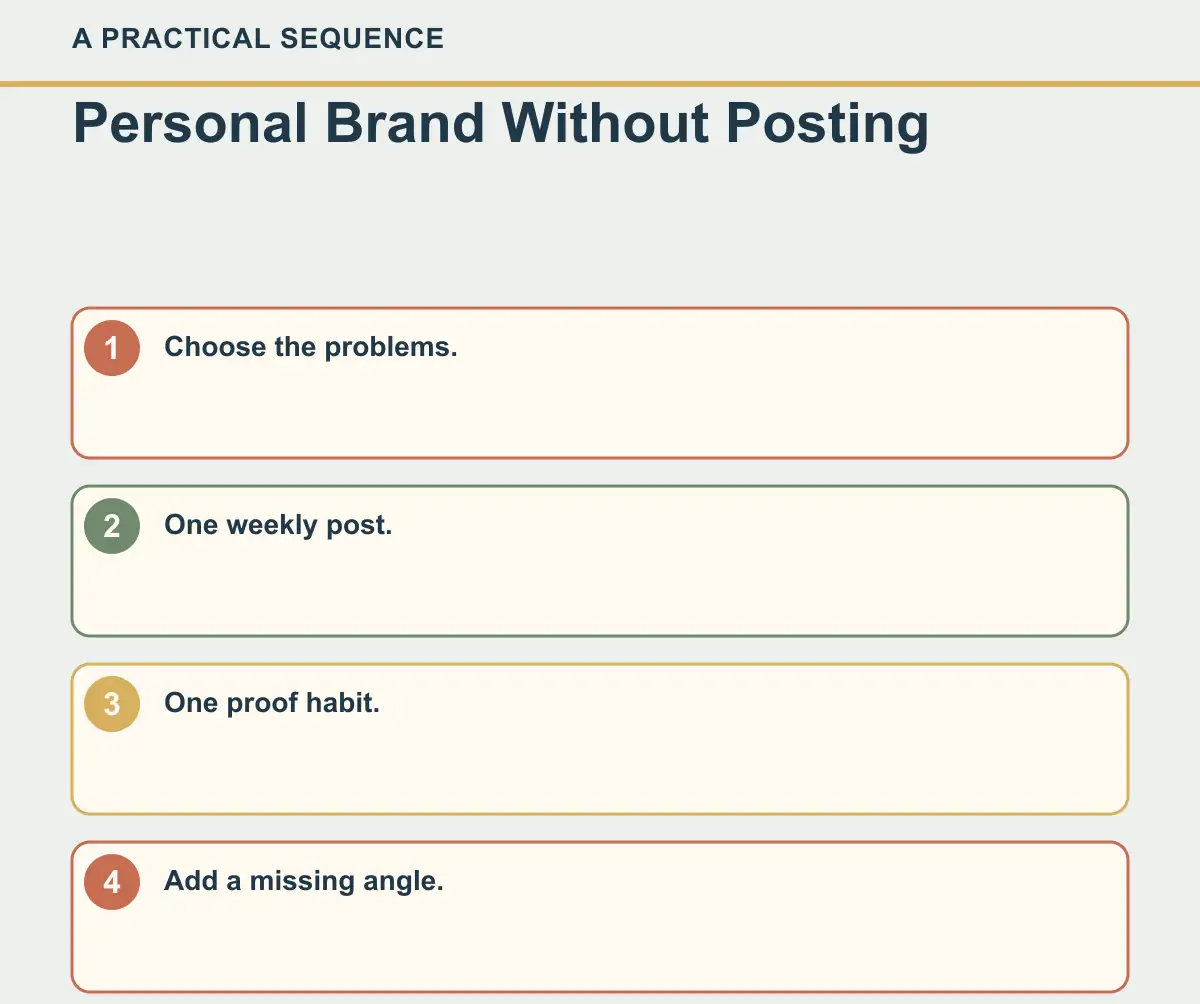 A PRACTICAL SEQUENCE
Personal Brand Without Posting
1
Choose the problems.
2
One weekly post.
3
One proof habit.
4
Add a missing angle.